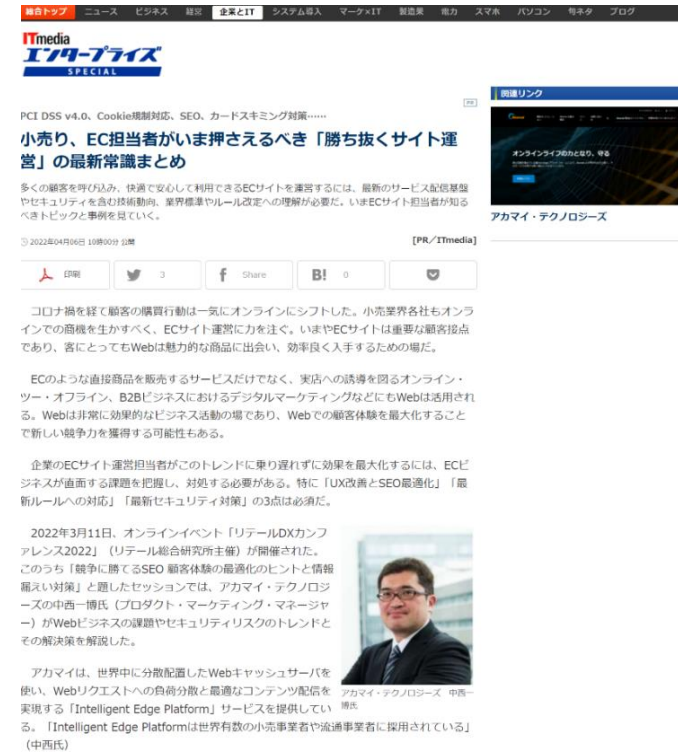 総合トップ ニュース ビジネス 経営 企業とIT システム導入 マーケ×IT 製造業 電力 スマホ パソコン 旬ネタ ブログ
ITmedia
エンタープライズ
SPECIAL
関連リンク
PR
PCI DSS v4.0、Cookie規制対応、SEO、カードスキミング対策……
小売り、EC担当者がいま押さえるべき「勝ち抜くサイト運
営」の最新常識まとめ
オンラインライフの力となり、守る
多くの顧客を呼び込み、快適で安心して利用できるECサイトを運営するには、最新のサービス配信基盤
やセキュリティを含む技術動向、業界標準やルール改定への理解が必要だ。いまECサイト担当者が知る
べきトピックと事例を見ていく。
アカマイ・テクノロジーズ
2022年04月06日 10時00分 公開
[PR/ITmedia]
印刷 3 Share B! 0
コロナ禍を経て顧客の購買行動は一気にオンラインにシフトした。小売業界各社もオンラ
インでの商機を生かすべく、ECサイト運営に力を注ぐ。いまやECサイトは重要な顧客接点
であり、客にとってもWebは魅力的な商品に出会い、効率良く入手するための場だ。
ECのような直接商品を販売するサービスだけでなく、実店への誘導を図るオンライン・
ツー・オフライン、B2BビジネスにおけるデジタルマーケティングなどにもWebは活用され
る。Webは非常に効果的なビジネス活動の場であり、Webでの顧客体験を最大化すること
で新しい競争力を獲得する可能性もある。
企業のECサイト運営担当者がこのトレンドに乗り遅れずに効果を最大化するには、ECビ
ジネスが直面する課題を把握し、対処する必要がある。特に「UX改善とSEO最適化」「最
新ルールへの対応」「最新セキュリティ対策」の3点は必須だ。
2022年3月11日、オンラインイベント「リテールDXカンフ
ァレンス2022」（リテール総合研究所主催）が開催された。
このうち「競争に勝てるSEO 顧客体験の最適化のヒントと情報
漏えい対策」と題したセッションでは、アカマイ・テクノロジ
ーズの中西一博氏（プロダクト・マーケティング・マネージャ
ー）がWebビジネスの課題やセキュリティリスクのトレンドと
その解決策を解説した。
アカマイは、世界中に分散配置したWebキャッシュサーバを
使い、Webリクエストへの負荷分散と最適なコンテンツ配信を
実現する「Intelligent Edge Platform」サービスを提供してい
る。「Intelligent Edge Platformは世界有数の小売事業者や流通事業者に採用されている」
（中西氏）
アカマイ・テクノロジーズ 中西一
博氏